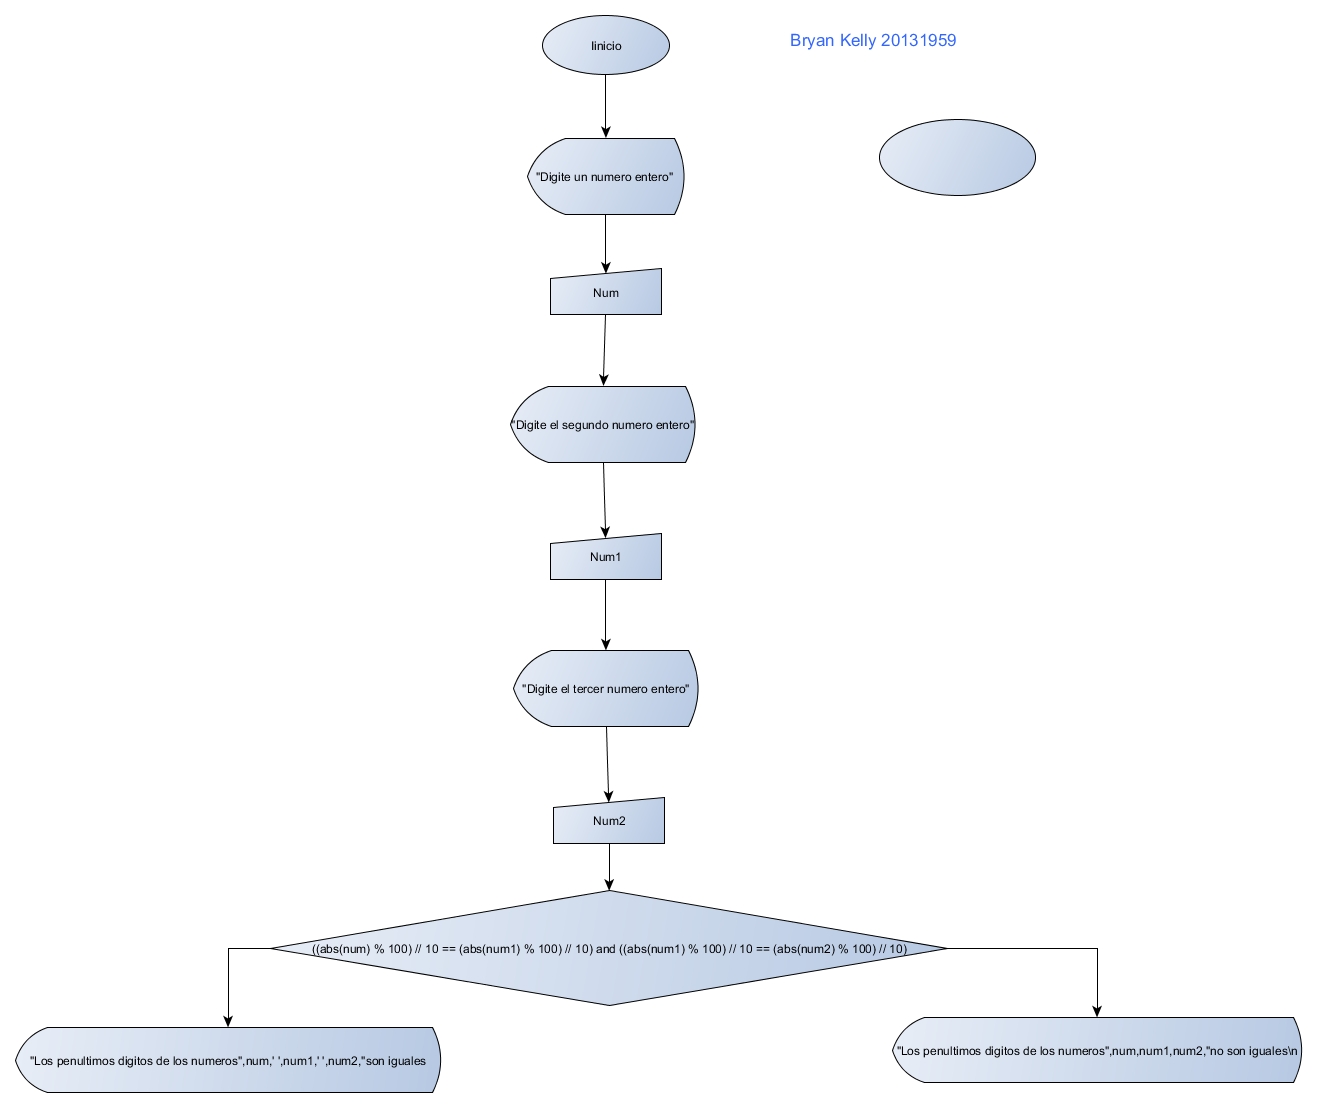 Iinicio
Bryan Kelly 20131959
"Digite un numero entero"
Num
"Digite el segundo numero entero"
Num1
"Digite el tercer numero entero"
Num2
((abs(num) % 100) // 10 == (abs(num1) % 100) // 10) and ((abs(num1) % 100) // 10 == (abs(num2) % 100) // 10)
"Los penultimos digitos de los numeros",num,' ',num1,' ',num2,"son iguales
"Los penultimos digitos de los numeros",num,num1,num2,"no son iguales\n